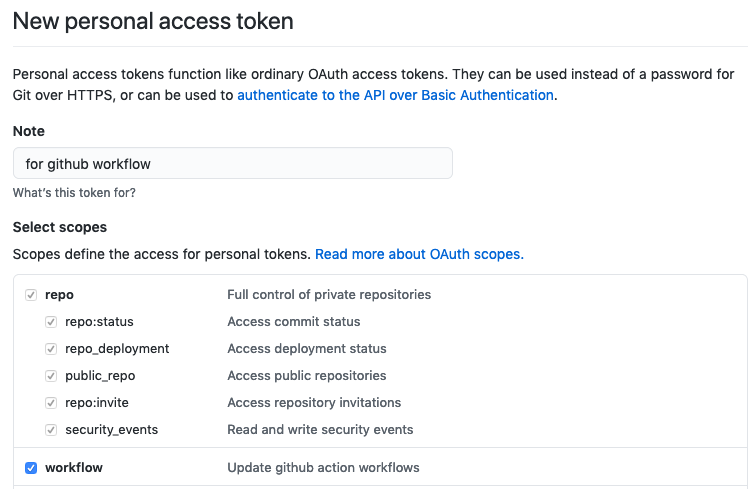 New personal access token
Personal access tokens function like ordinary OAuth access tokens. They can be used instead of a password for
Git over HTTPS, or can be used to authenticate to the API over Basic Authentication.
Note
for github workflow
What's this token for?
Select scopes
Scopes define the access for personal tokens. Read more about OAuth scopes.
repo Full control of private repositories
repo:status Access commit status
repo_deployment Access deployment status
public_repo Access public repositories
repo:invite Access repository invitations
security_events Read and write security events
workflow Update github action workflows